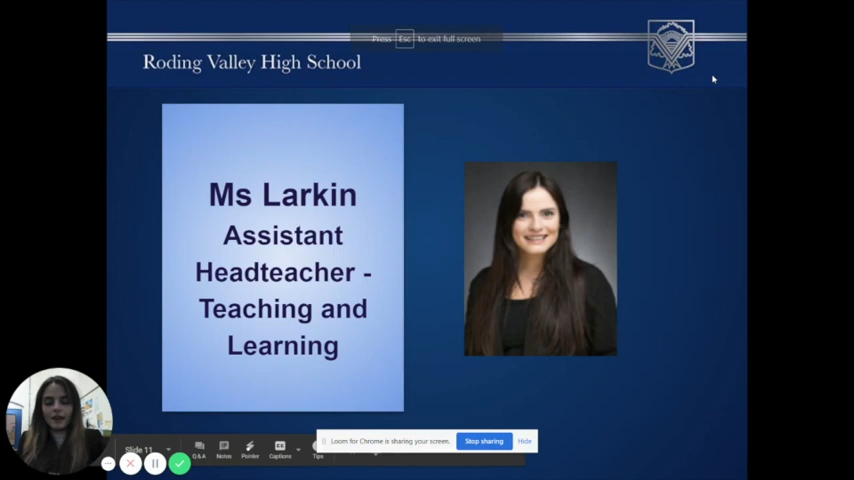 Press Esc to exit full screen
Roding Valley High School
Ms Larkin
Assistant
Headteacher -
Teaching and
Learning
Slide 11
Q&A
Notes
Pointer
Captions
Tips
Loom for Chrome is sharing your screen.
Stop sharing
Hide